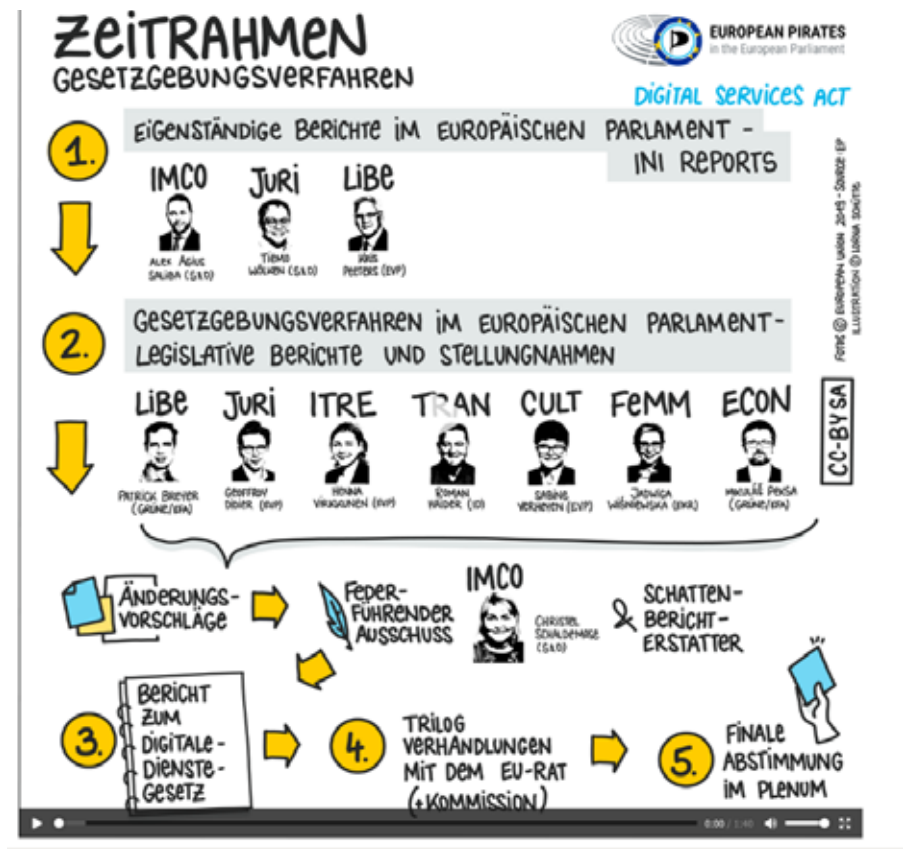 ZEITRAHMEN
GESETZGEBUNGSVERFAHREN
EUROPEAN PIRATES
in the European Parliament
DIGITAL SERVICES ACT
1.
EIGENSTÄNDIGE BERICHTE IM EUROPÄISCHEN PARLAMENT -
INI REPORTS
IMCO JURI LIBE
ALEX AGIUS
SALIBA (S&D)
TIEMO
WÖLKEN (S&D)
KRIS
PEETERS (EVP)
FOTOS © EUROPEAN UNION 2019 - SOURCE: EP
ILLUSTRATION © LORNA SCHÜTTE
2.
GESETZGEBUNGSVERFAHREN IM EUROPÄISCHEN PARLAMENT-
LEGISLATIVE BERICHTE UND STELLUNGNAHMEN
CC-BY SA
LIBE JURI ITRE TRAN CULT FEMM ECON
PATRICK BREYER
(GRÜNE/EFA)
GEOFFROY
DIDIER (EVP)
HENNA
VIRKKUNEN (EVP)
ROMAN
HAIDER (ID)
SABINE
VERHEYEN (EVP)
JADWIGA
WIŚNIEWSKA (EKR)
MIKULÁŠ PEKSA
(GRÜNE/EFA)
ÄNDERUNGS-
VORSCHLÄGE
FEDER-
FÜHRENDER
AUSSCHUSS
IMCO
CHRISTEL
SCHALDEMOSE
(S&D)
&
SCHATTEN-
BERICHT-
ERSTATTER
3.
BERICHT
ZUM
DIGITALE-
DIENSTE-
GESETZ
4.
TRILOG
VERHANDLUNGEN
MIT DEM EU-RAT
(+KOMMISSION)
5.
FINALE
ABSTIMMUNG
IM PLENUM
0:00 / 1:40